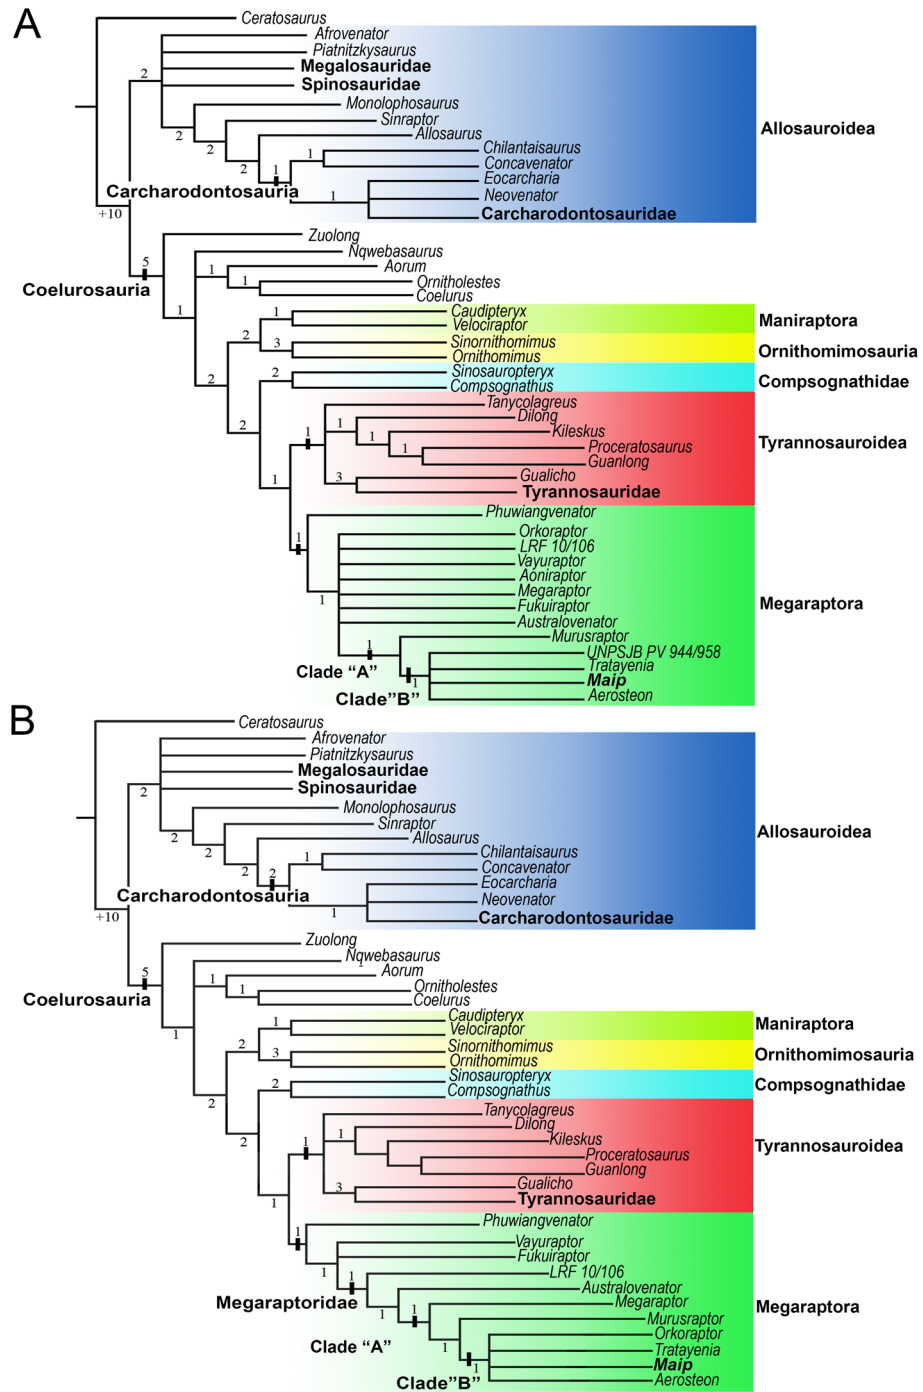 A
Ceratosaurus
Afrovenator
Piatnitzkysaurus
Megalosauridae
2
Spinosauridae
Monolophosaurus
2
Sinraptor
2
Allosaurus
Allosauroidea
Chilantaisaurus
1
2
Concavenator
1
Eocarcharia
Carcharodontosauria
1
Neovenator
+10
Carcharodontosauridae
Zuolong
Nqwebasaurus
5
1
Aorum
Coelurosauria
1
Ornitholestes
Coelurus
1
Caudipteryx
1
Maniraptora
Velociraptor
2
Sinornithomimus
3
Ornithomimosauria
Ornithomimus
2
Sinosauropteryx
2
Compsognathidae
Compsognathus
Tanycolagreus
2
1
Dilong
1
Kileskus
1
Tyrannosauroidea
Proceratosaurus
1
Guanlong
Gualicho
3
1
Tyrannosauridae
Phuwiangvenator
1
Orkoraptor
LRF 10/106
Vayuraptor
Aoniraptor
Megaraptor
1
Megaraptora
Fukuiraptor
Australovenator
Murusraptor
1
UNPSJB PV 944/958
Clade “A”
Tratayenia
1
Maip
Clade”B”
Aerosteon
B
Ceratosaurus
Afrovenator
Piatnitzkysaurus
Megalosauridae
2
Spinosauridae
Monolophosaurus
2
Sinraptor
2
Allosaurus
Allosauroidea
Chilantaisaurus
1
2
Concavenator
2
Eocarcharia
Carcharodontosauria
1
Neovenator
+10
Carcharodontosauridae
Zuolong
Nqwebasaurus
1
5
1
Aorum
Coelurosauria
1
Ornitholestes
Coelurus
1
Caudipteryx
1
Maniraptora
Velociraptor
2
Sinornithomimus
3
Ornithomimosauria
Ornithomimus
2
Sinosauropteryx
2
Compsognathidae
Compsognathus
Tanycolagreus
2
1
Dilong
1
Kileskus
Tyrannosauroidea
Proceratosaurus
Guanlong
Gualicho
3
1
Tyrannosauridae
Phuwiangvenator
1
Vayuraptor
Fukuiraptor
1
LRF 10/106
1
Australovenator
Megaraptoridae
1
Megaraptor
Megaraptora
1
Murusraptor
Clade “A”
1
Orkoraptor
Tratayenia
1
Maip
Clade”B”
Aerosteon